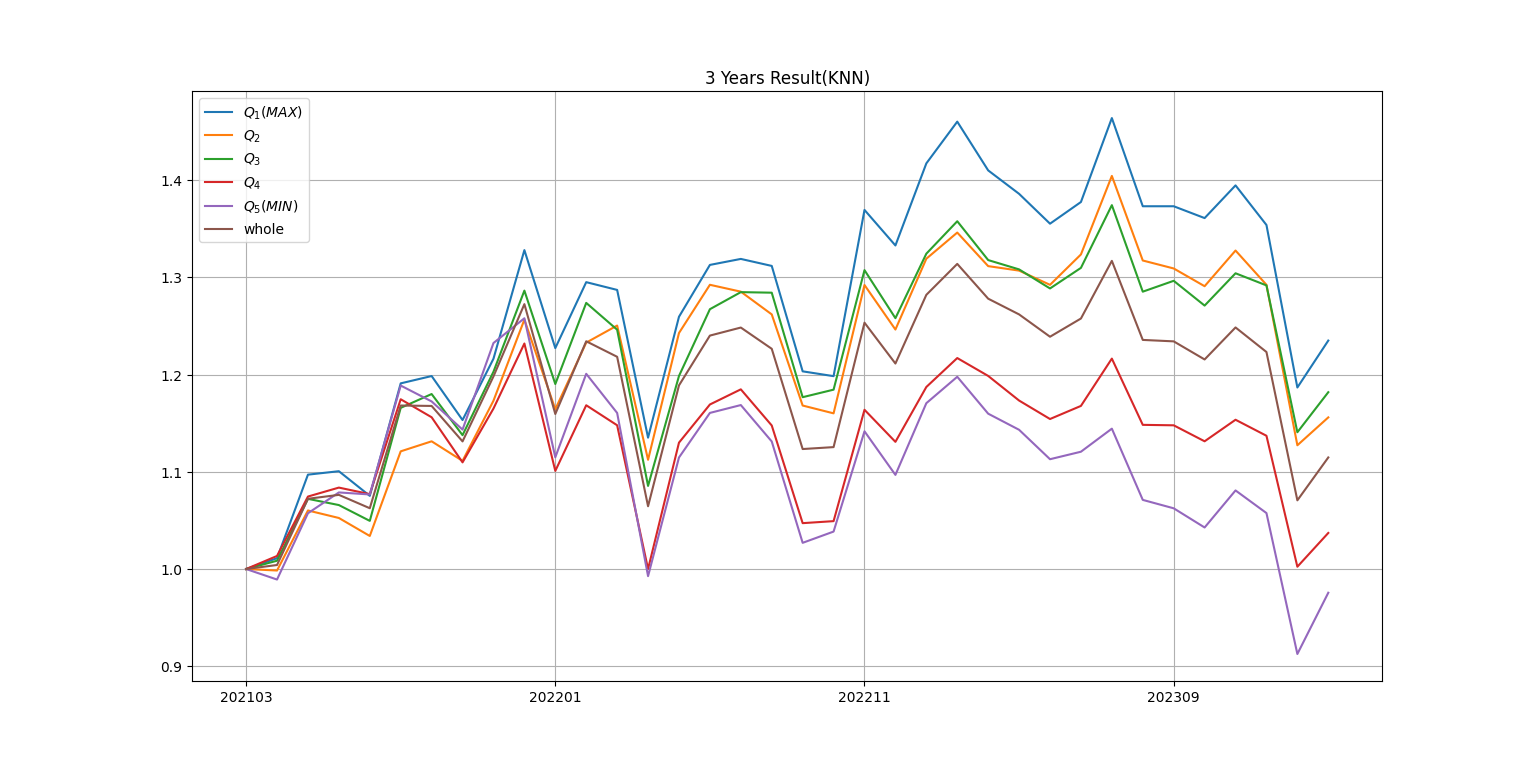 3 Years Result(KNN)
Q₁(MAX)
Q₂
Q₃
Q₄
Q₅(MIN)
whole
1.4
1.3
1.2
1.1
1.0
0.9
202103 202201 202211 202309